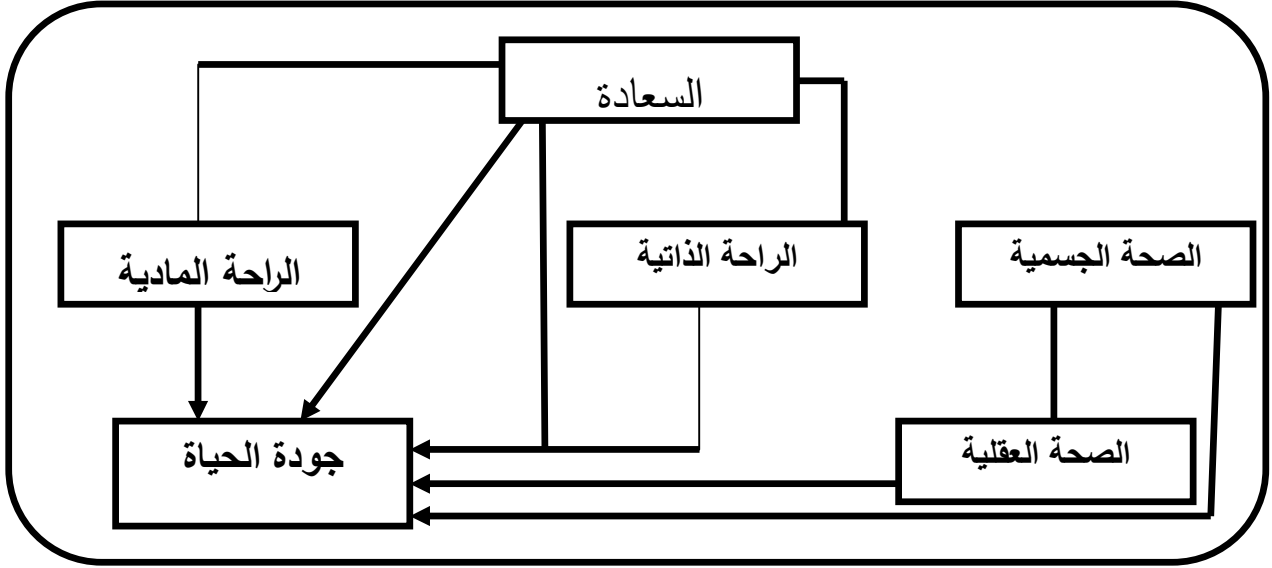 السعادة
الصحة الجسمية
الراحة الذاتية
الراحة المادية
الصحة العقلية
جودة الحياة